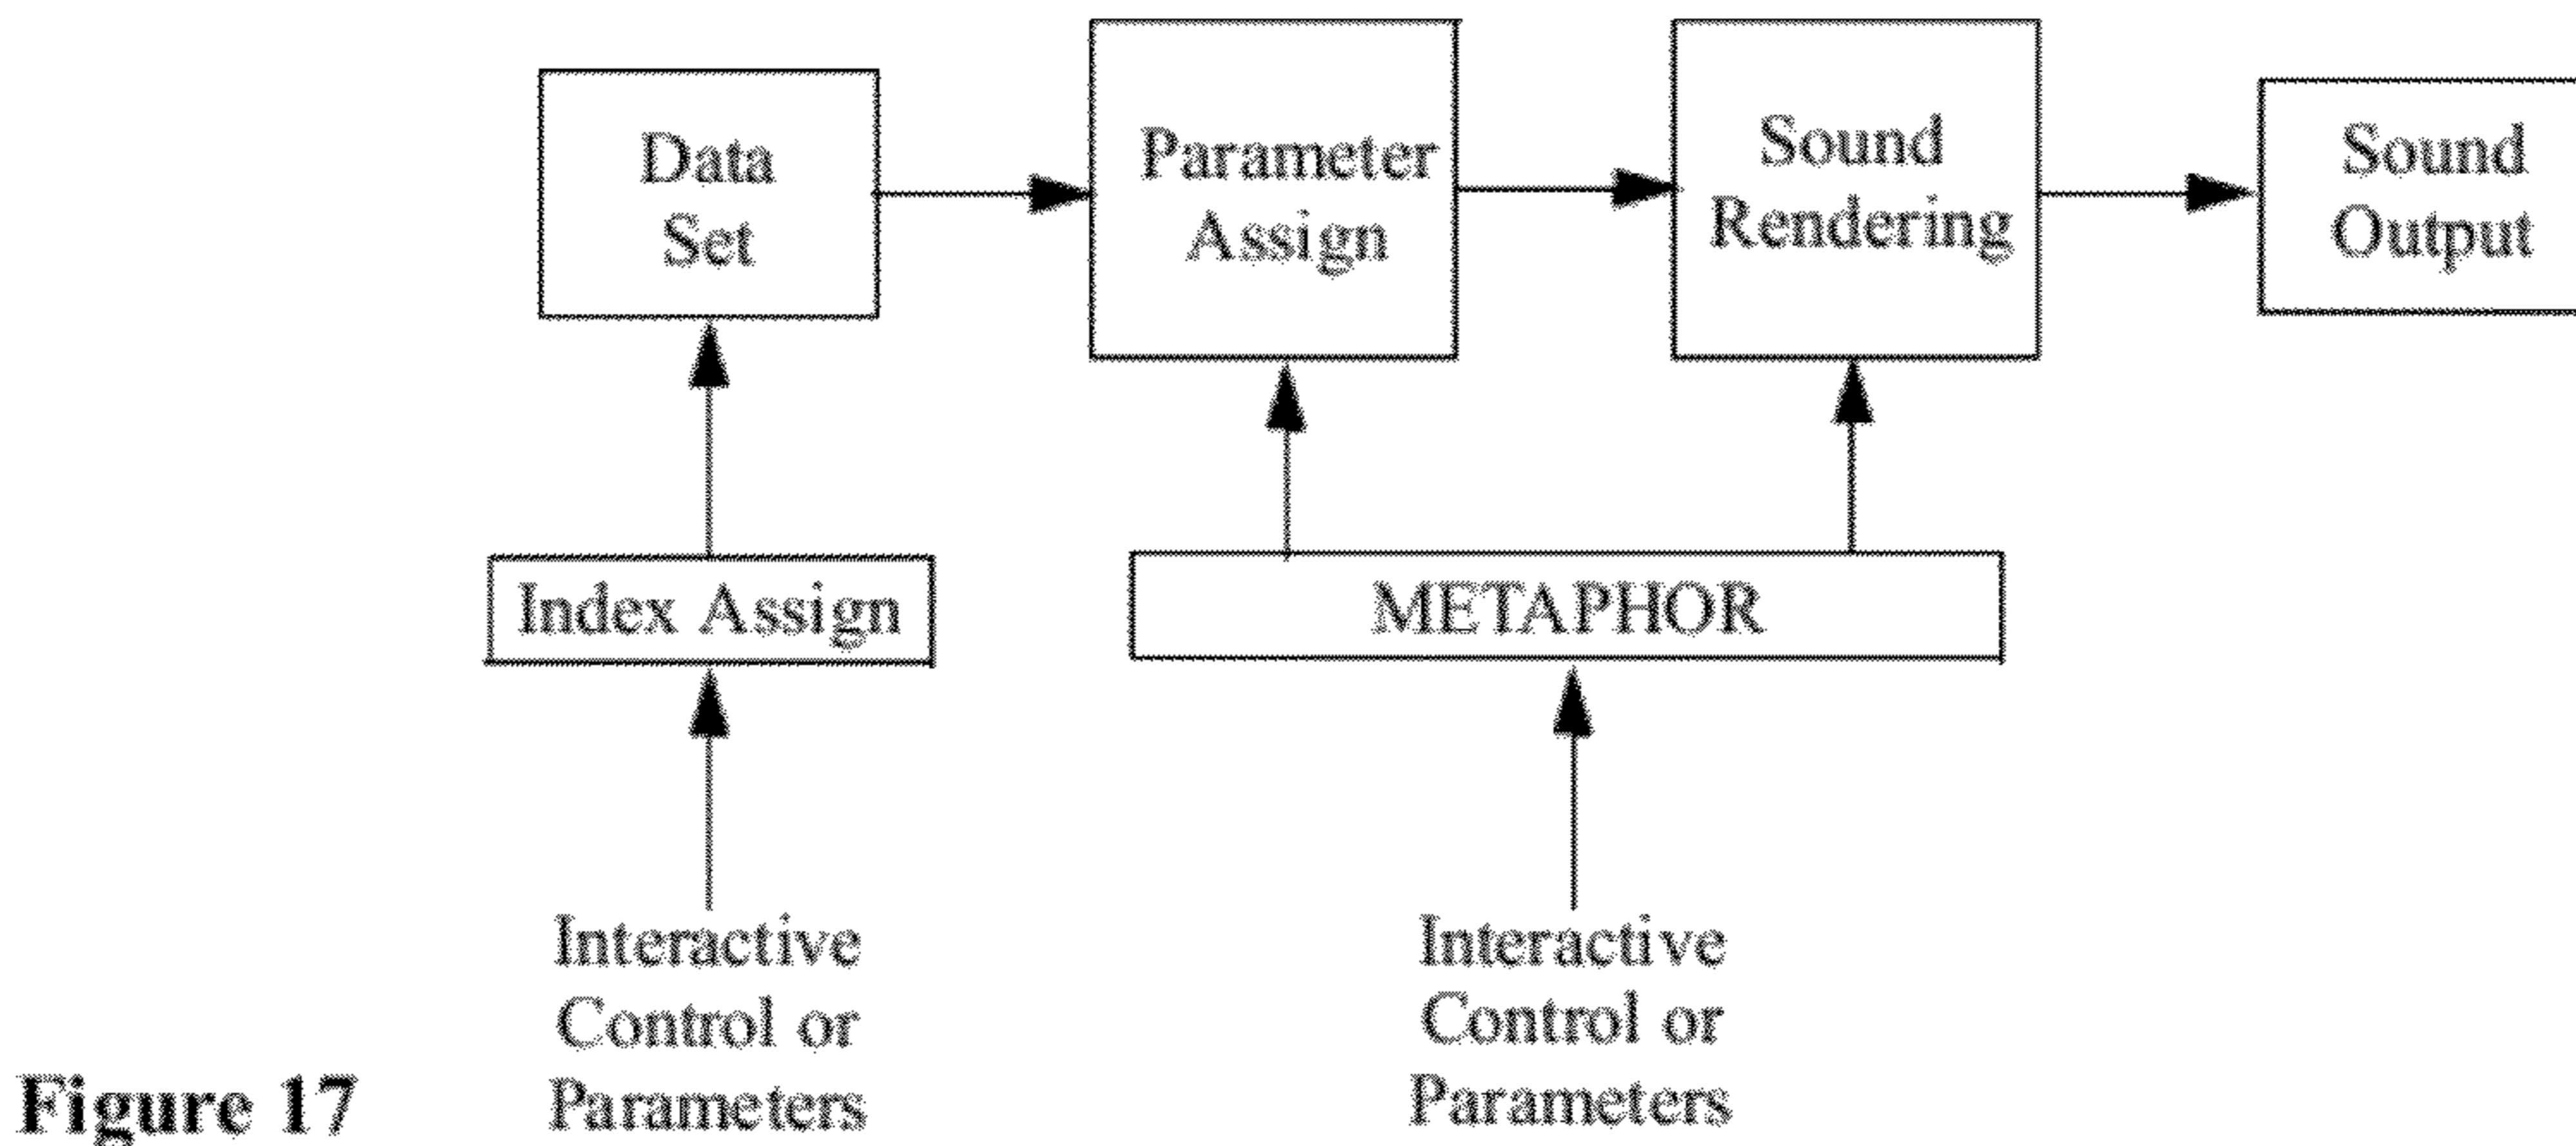 Data
Set
Parameter
Assign
Sound
Rendering
Sound
Output
Index Assign
METAPHOR
Interactive
Control or
Parameters
Interactive
Control or
Parameters
Figure 17